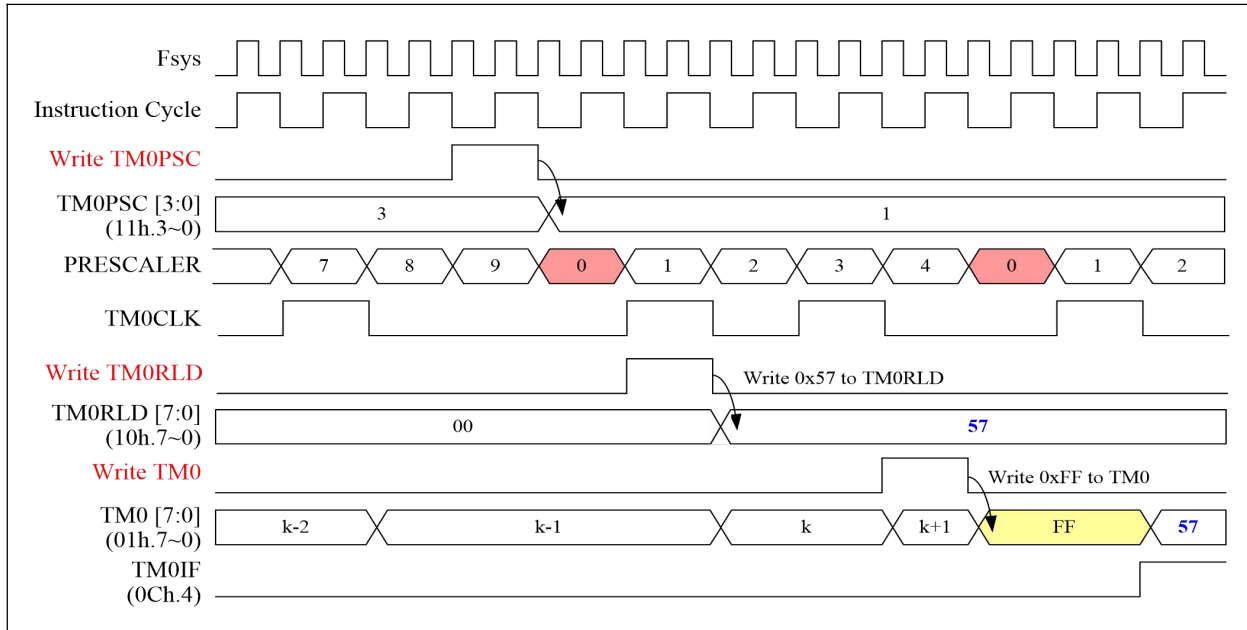 Fsys
Instruction Cycle
Write TM0PSC
TM0PSC [3:0]
(11h.3~0)
3
1
PRESCALER
7
8
9
0
1
2
3
4
0
1
2
TM0CLK
Write TM0RLD
Write 0x57 to TM0RLD
TM0RLD [7:0]
(10h.7~0)
00
57
Write TM0
Write 0xFF to TM0
TM0 [7:0]
(01h.7~0)
k-2
k-1
k
k+1
FF
57
TM0IF
(0Ch.4)